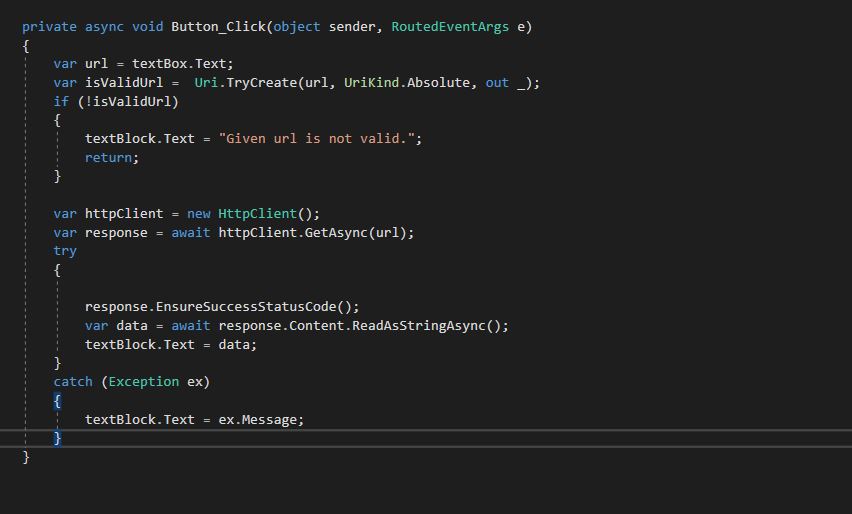 private async void Button_Click(object sender, RoutedEventArgs e)
{
var url = textBox.Text;
var isValidUrl =  Uri.TryCreate(url, UriKind.Absolute, out _);
if (!isValidUrl)
{
textBlock.Text = "Given url is not valid.";
return;
}
var httpClient = new HttpClient();
var response = await httpClient.GetAsync(url);
try
{
response.EnsureSuccessStatusCode();
var data = await response.Content.ReadAsStringAsync();
textBlock.Text = data;
}
catch (Exception ex)
{
textBlock.Text = ex.Message;
}
}